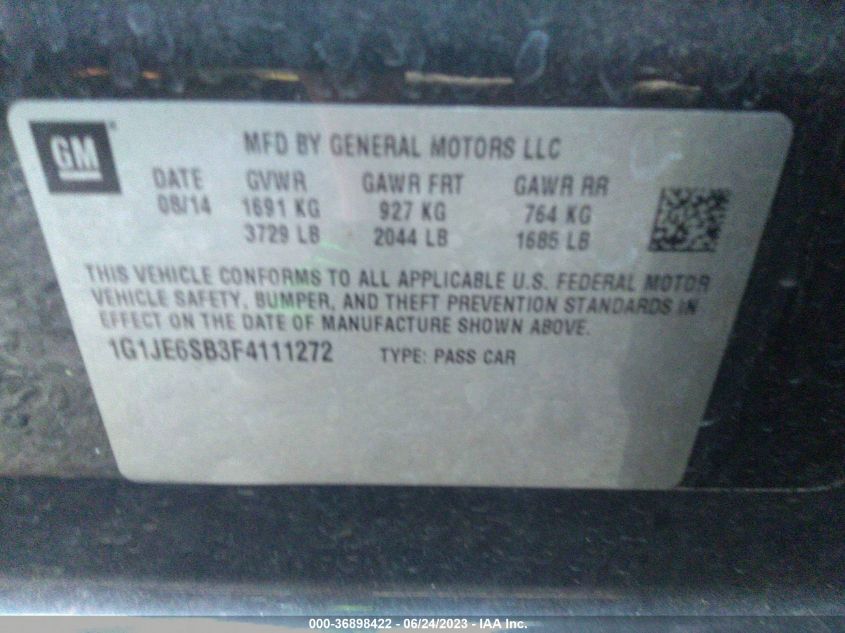 GM®
MFD BY GENERAL MOTORS LLC
DATE GVWR GAWR FRT GAWR RR
08/14 1691 KG 927 KG 764 KG
3729 LB 2044 LB 1685 LB
THIS VEHICLE CONFORMS TO ALL APPLICABLE U.S. FEDERAL MOTOR
VEHICLE SAFETY, BUMPER, AND THEFT PREVENTION STANDARDS IN
EFFECT ON THE DATE OF MANUFACTURE SHOWN ABOVE.
1G1JE6SB3F4111272 TYPE: PASS CAR
000-36898422 - 06/24/2023 - IAA Inc.